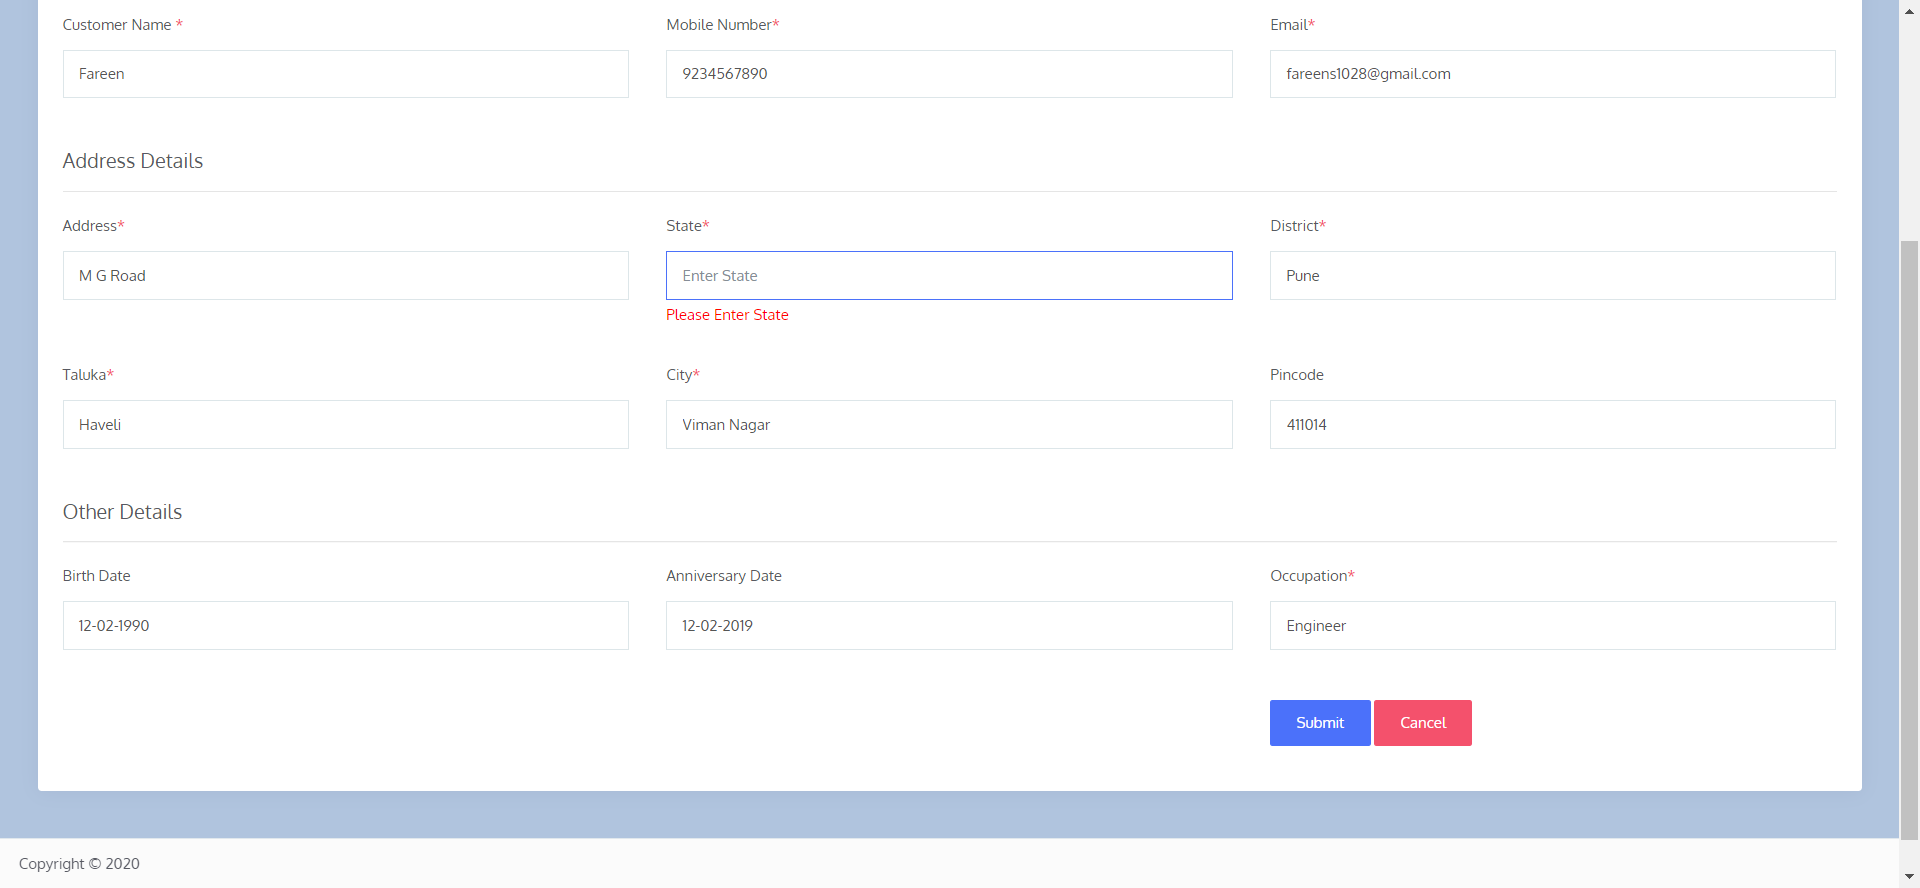 Customer Name *
Mobile Number*
Email*
Fareen
9234567890
fareens1028@gmail.com
Address Details
Address*
State*
District*
M G Road
Enter State
Pune
Please Enter State
Taluka*
City*
Pincode
Haveli
Viman Nagar
411014
Other Details
Birth Date
Anniversary Date
Occupation*
12-02-1990
12-02-2019
Engineer
Submit
Cancel
Copyright © 2020